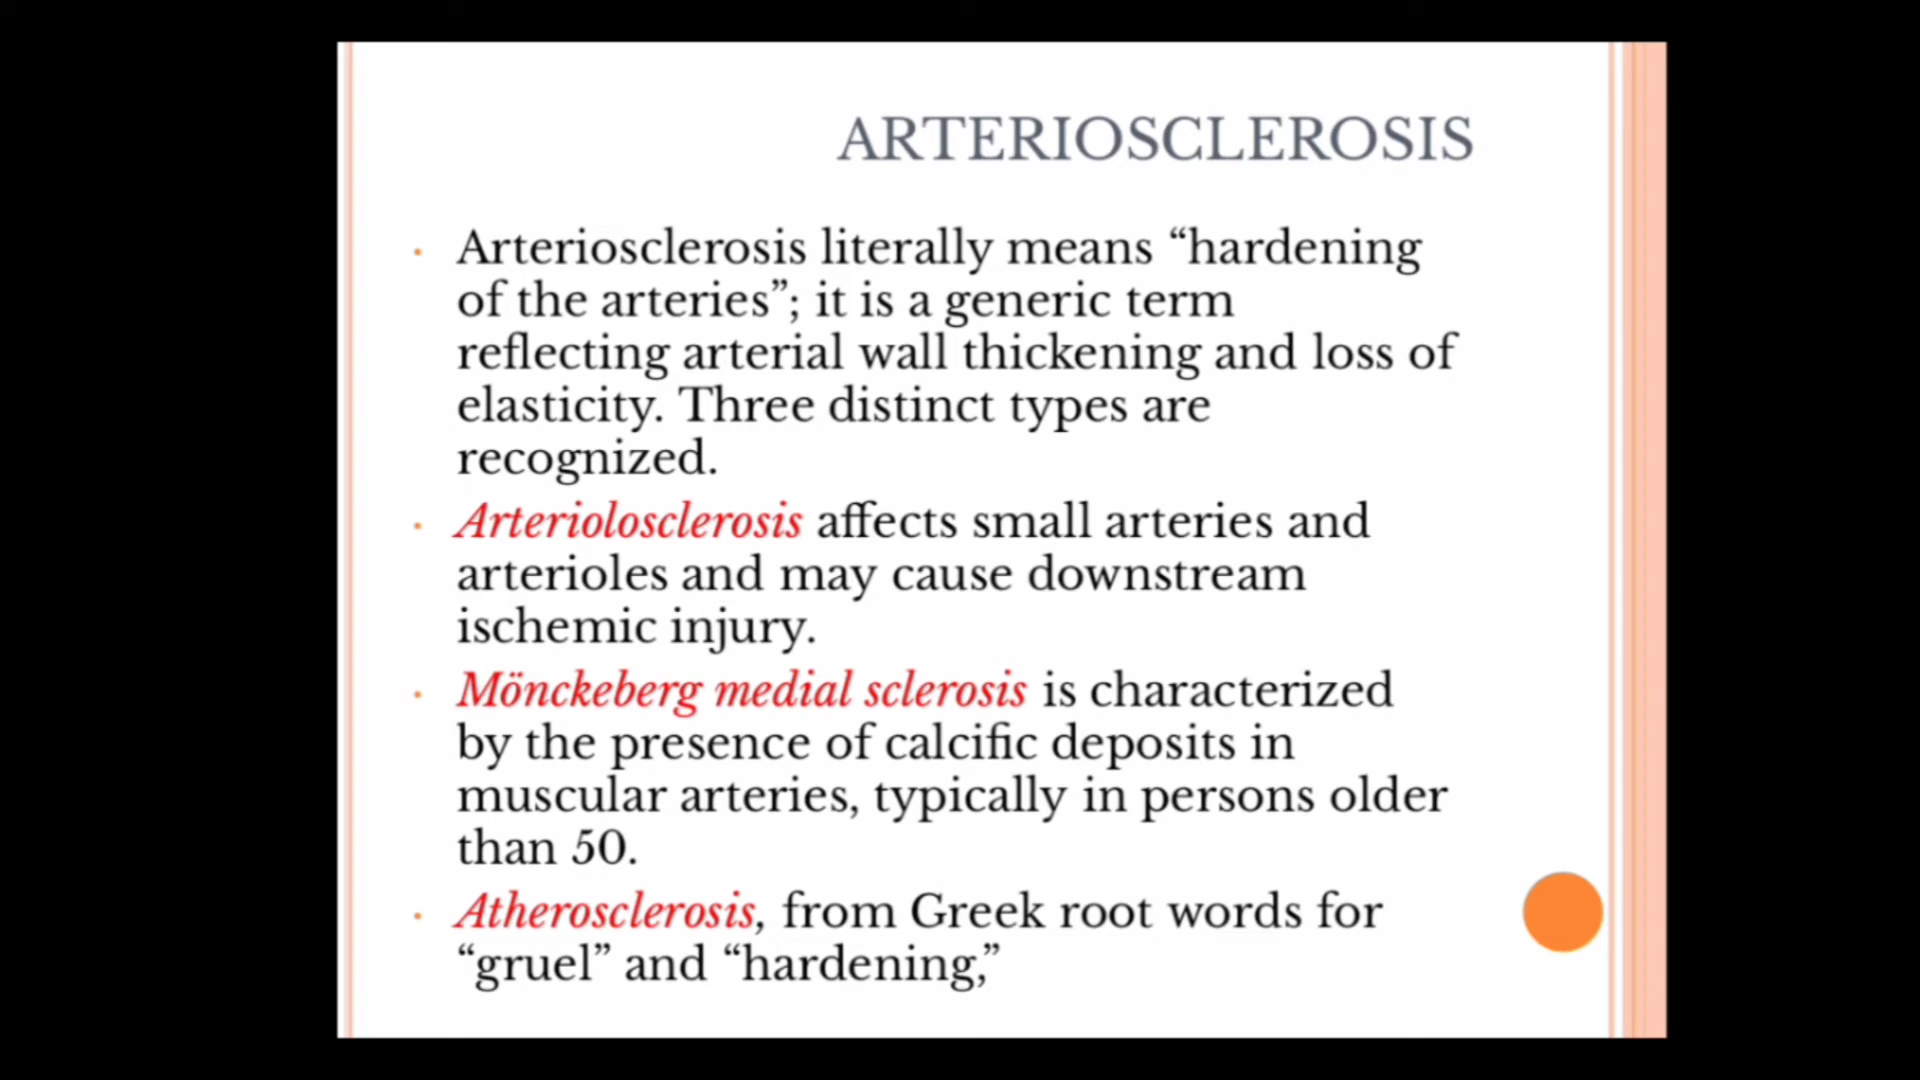 ARTERIOSCLEROSIS
• Arteriosclerosis literally means “hardening
of the arteries”; it is a generic term
reflecting arterial wall thickening and loss of
elasticity. Three distinct types are
recognized.
• Arteriolosclerosis affects small arteries and
arterioles and may cause downstream
ischemic injury.
• Mönckeberg medial sclerosis is characterized
by the presence of calcific deposits in
muscular arteries, typically in persons older
than 50.
• Atherosclerosis, from Greek root words for
“gruel” and “hardening,”